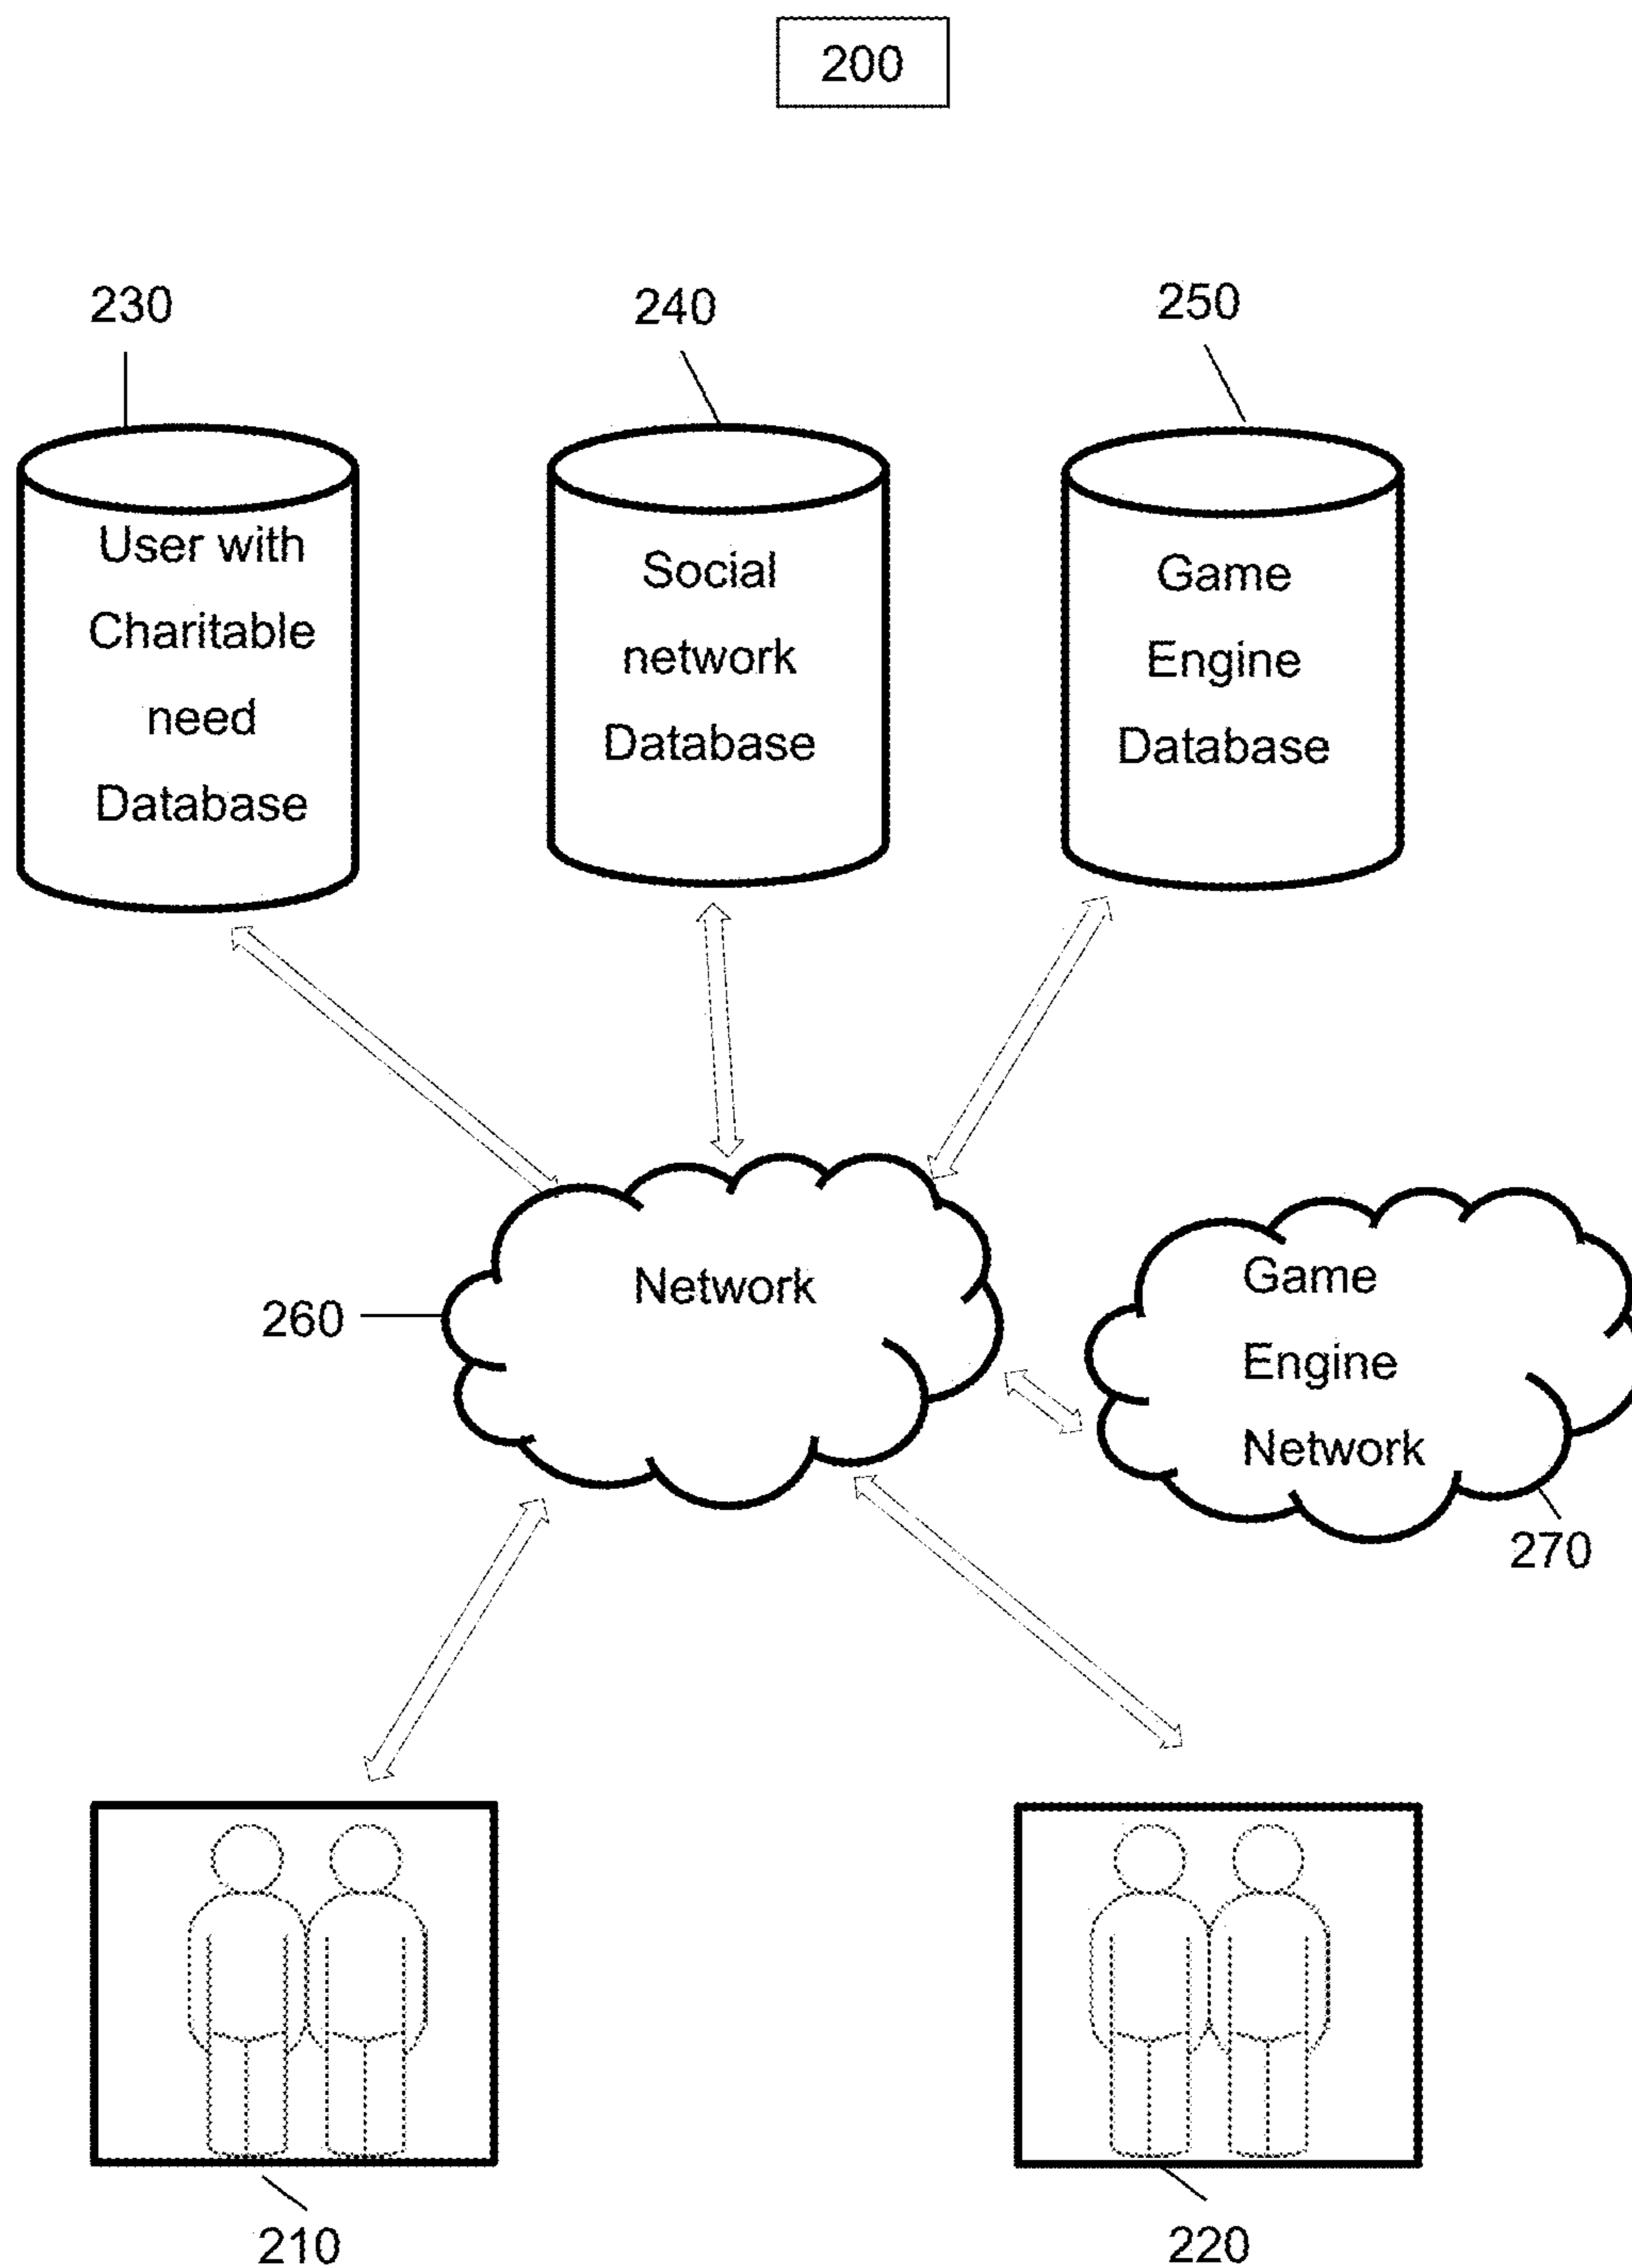 200
230
240
250
User with
Charitable
need
Database
Social
network
Database
Game
Engine
Database
260
Network
Game
Engine
Network
270
210
220